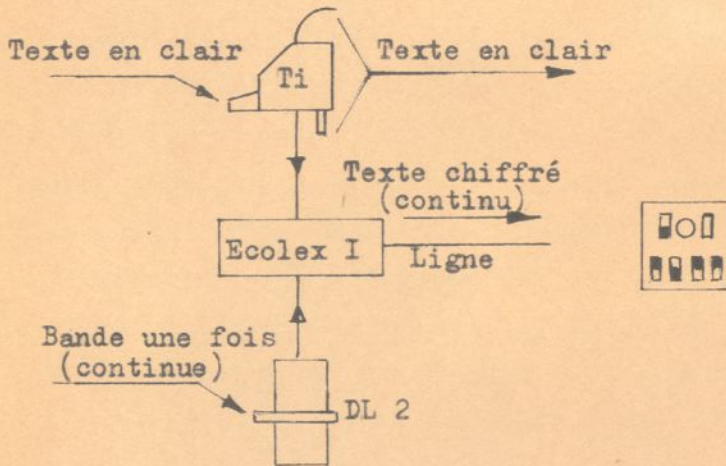 Texte en clair
Texte en clair
Ti
Texte chiffré
(continu)
Ecolex I
Ligne
Bande une fois
(continue)
DL 2